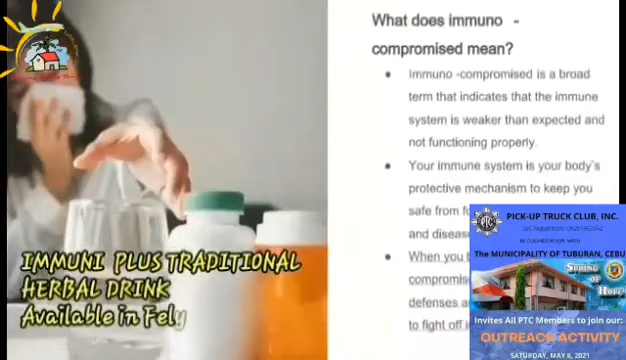 What does immuno -
compromised mean?
Immuno -compromised is a broad
term that indicates that the immune
system is weaker than expected and
not functioning properly.
Your immune system is your body's
protective mechanism to keep you
safe from
and
When you
defenses
to fight off
IMMUNI PLUS TRADITIONAL
HERBAL DRINK
Available in Fely
PTC
PICK-UP TRUCK CLUB, INC.
IN COOPERATION WITH
The MUNICIPALITY OF TUBURAN, CEBU
SPRING
OF HOPE
Invites All PTC Members to join our:
OUTREACH ACTIVITY
SATURDAY, MAY 8, 2021